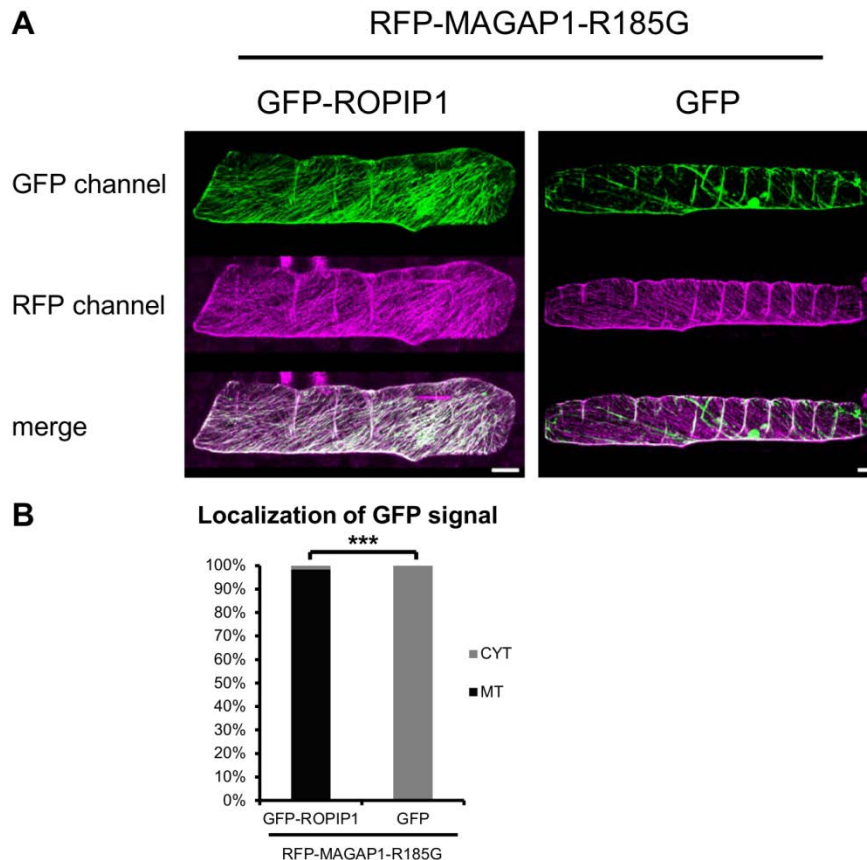 A
RFP-MAGAP1-R185G
GFP-ROPIP1
GFP
GFP channel
RFP channel
merge
B
Localization of GFP signal
***
100%
90%
80%
70%
60%
50%
40%
30%
20%
10%
0%
CYT
MT
GFP-ROPIP1
GFP
RFP-MAGAP1-R185G